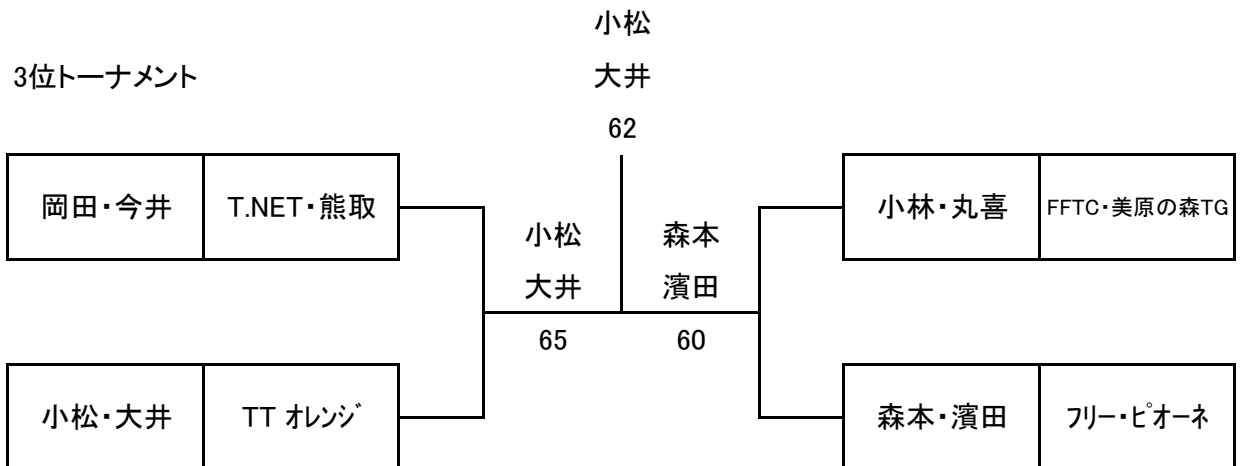 小松
大井
3位トーナメント
62
岡田・今井
T.NET・熊取
小林・丸喜
FFTC・美原の森TG
小松
大井
森本
濱田
65
60
小松・大井
TT オレンジ
森本・濱田
フリー・ピオーネ